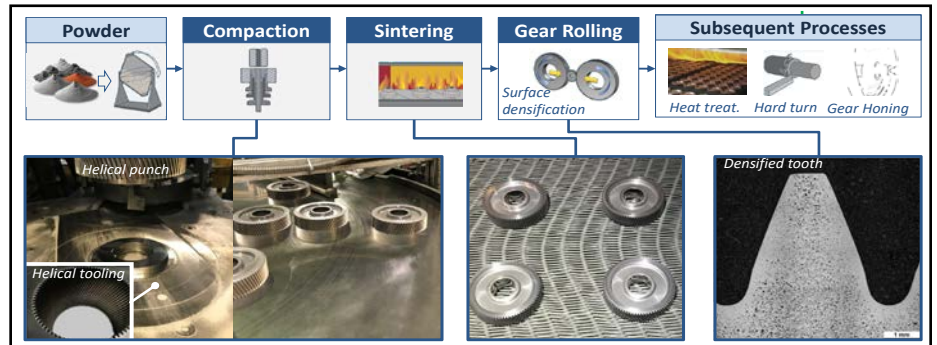 Powder
Compaction
Sintering
Gear Rolling
Subsequent Processes
Surface
densification
Heat treat.
Hard turn
Gear Honing
Helical punch
Helical tooling
Densified tooth
1 mm